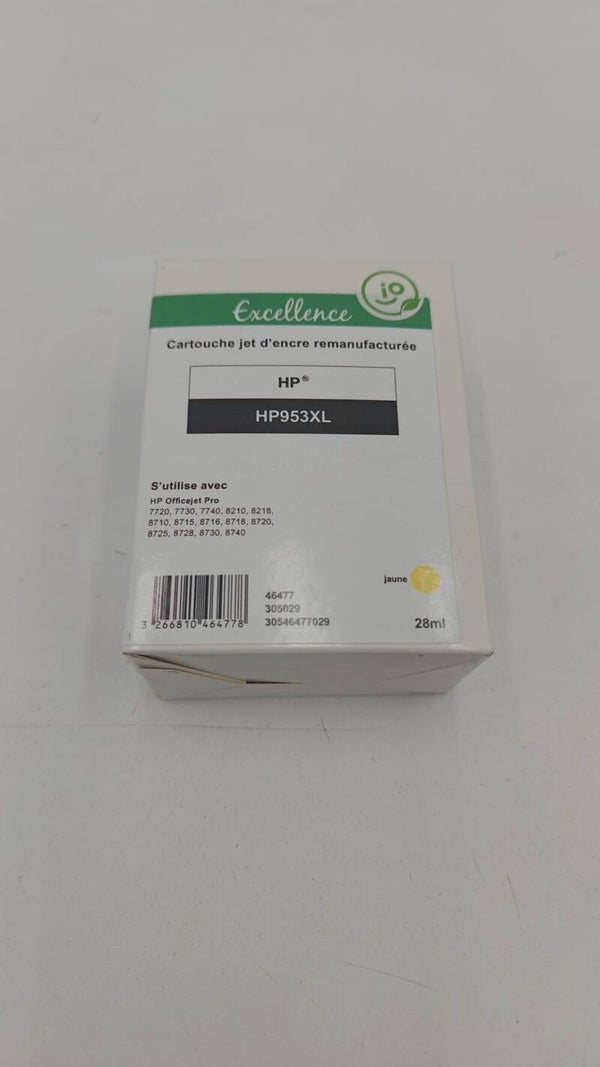 iO
Excellence
Cartouche jet d'encre remanufacturée
HP®
HP953XL
S'utilise avec
HP Officejet Pro
7720, 7730, 7740, 8210, 8218,
8710, 8715, 8716, 8718, 8720,
8725, 8728, 8730, 8740
jaune
46477
305029
30546477029
3 266810 464778
28ml